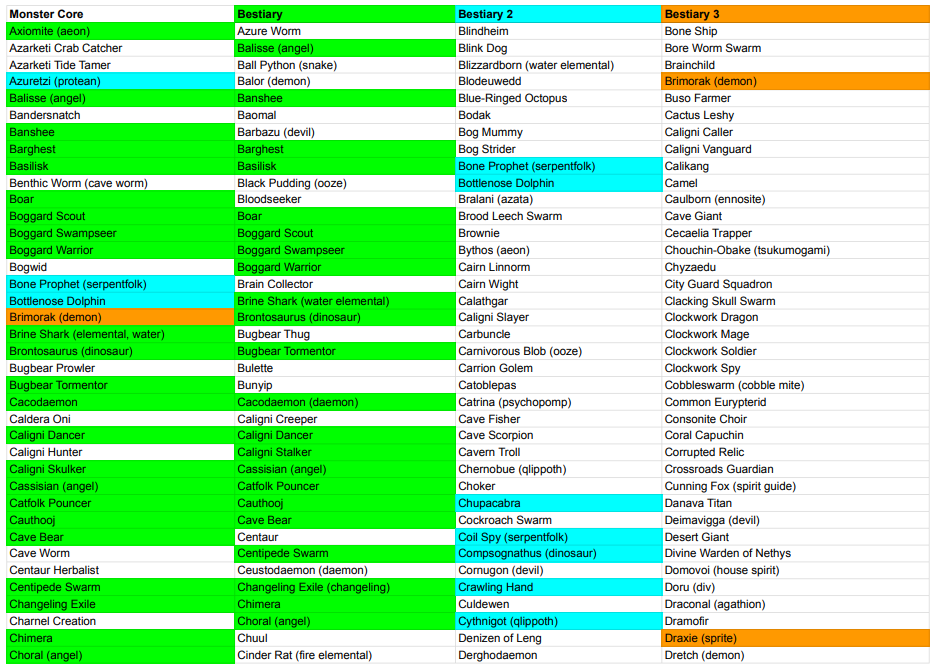 Monster Core Bestiary Bestiary 2 Bestiary 3
Axiomite (aeon) Azure Worm Blindheim Bone Ship
Azarketi Crab Catcher Balisse (angel) Blink Dog Bore Worm Swarm
Azarketi Tide Tamer Ball Python (snake) Blizzardborn (water elemental) Brainchild
Azuretzi (protean) Balor (demon) Blodeuwedd Brimorak (demon)
Balisse (angel) Banshee Blue-Ringed Octopus Buso Farmer
Bandersnatch Baomal Bodak Cactus Leshy
Banshee Barbazu (devil) Bog Mummy Caligni Caller
Barghest Barghest Bog Strider Caligni Vanguard
Basilisk Basilisk Bone Prophet (serpentfolk) Calikang
Benthic Worm (cave worm) Black Pudding (ooze) Bottlenose Dolphin Camel
Boar Bloodseeker Bralani (azata) Caulborn (ennosite)
Boggard Scout Boar Brood Leech Swarm Cave Giant
Boggard Swampseer Boggard Scout Brownie Cecaelia Trapper
Boggard Warrior Boggard Swampseer Bythos (aeon) Chouchin-Obake (tsukumogami)
Bogwid Boggard Warrior Cairn Linnorm Chyzaedu
Bone Prophet (serpentfolk) Brain Collector Cairn Wight City Guard Squadron
Bottlenose Dolphin Brine Shark (water elemental) Calathgar Clacking Skull Swarm
Brimorak (demon) Brontosaurus (dinosaur) Caligni Slayer Clockwork Dragon
Brine Shark (elemental, water) Bugbear Thug Carbuncle Clockwork Mage
Brontosaurus (dinosaur) Bugbear Tormentor Carnivorous Blob (ooze) Clockwork Soldier
Bugbear Prowler Bulette Carrion Golem Clockwork Spy
Bugbear Tormentor Bunyip Catoblepas Cobbleswarm (cobble mite)
Cacodaemon Cacodaemon (daemon) Catrina (psychopomp) Common Eurypterid
Caldera Oni Caligni Creeper Cave Fisher Consonite Choir
Caligni Dancer Caligni Dancer Cave Scorpion Coral Capuchin
Caligni Hunter Caligni Stalker Cavern Troll Corrupted Relic
Caligni Skulker Cassisian (angel) Chernobue (qlippoth) Crossroads Guardian
Cassisian (angel) Catfolk Pouncer Choker Cunning Fox (spirit guide)
Catfolk Pouncer Cauthooj Chupacabra Danava Titan
Cauthooj Cave Bear Cockroach Swarm Deimavigga (devil)
Cave Bear Centaur Coil Spy (serpentfolk) Desert Giant
Cave Worm Centipede Swarm Compsognathus (dinosaur) Divine Warden of Nethys
Centaur Herbalist Ceustodaemon (daemon) Cornugon (devil) Domovoi (house spirit)
Centipede Swarm Changeling Exile (changeling) Crawling Hand Doru (div)
Changeling Exile Chimera Culdewen Draconal (agathion)
Charnel Creation Choral (angel) Cythnigot (qlippoth) Dramofir
Chimera Chuul Denizen of Leng Draxie (sprite)
Choral (angel) Cinder Rat (fire elemental) Derghodaemon Dretch (demon)